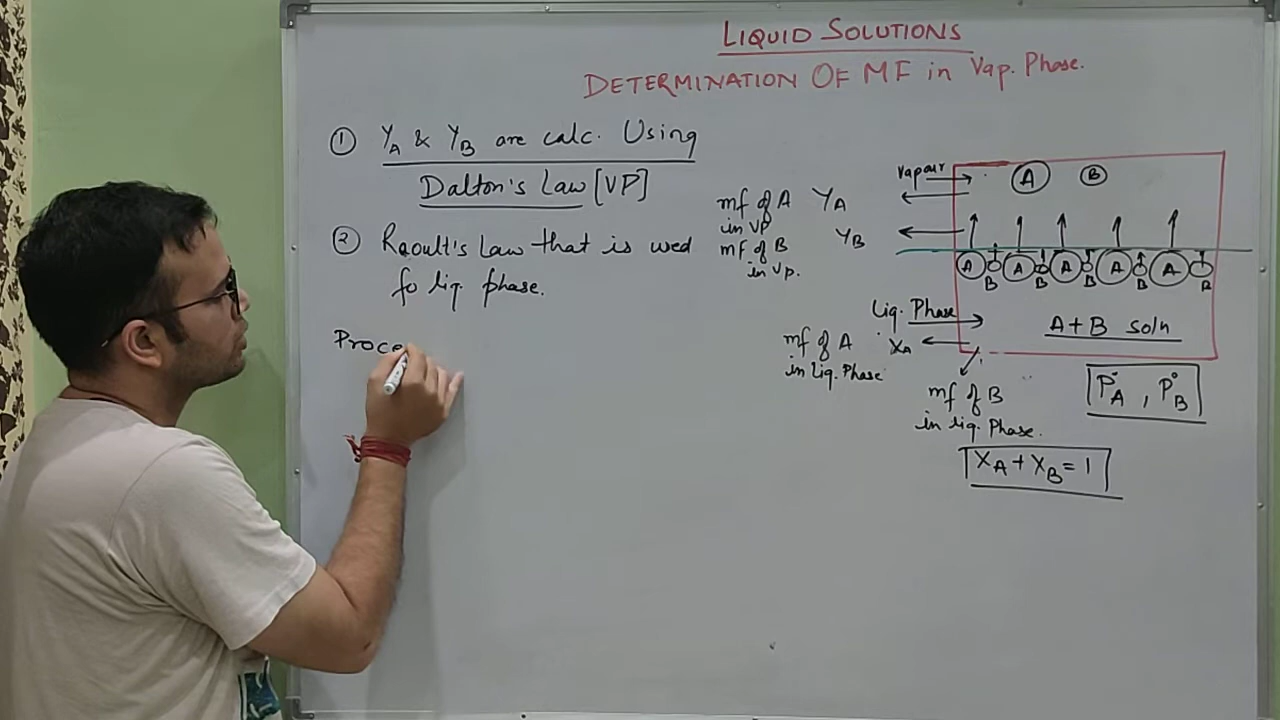 LIQUID SOLUTIONS
DETERMINATION OF MF in Vap. Phase.
① YA & YB are calc. Using
Dalton's Law [VP]
② Raoult's Law that is used
fo liq. phase.
Proce
Vapour
A B
mf of A YA
in VP
mf of B YB
in Vp.
A A A A A
B B B B B
Liq. Phase
A+B soln
mf of A XA
in Liq. Phase
mf of B
in liq. Phase.
P°A , P°B
XA + XB = 1